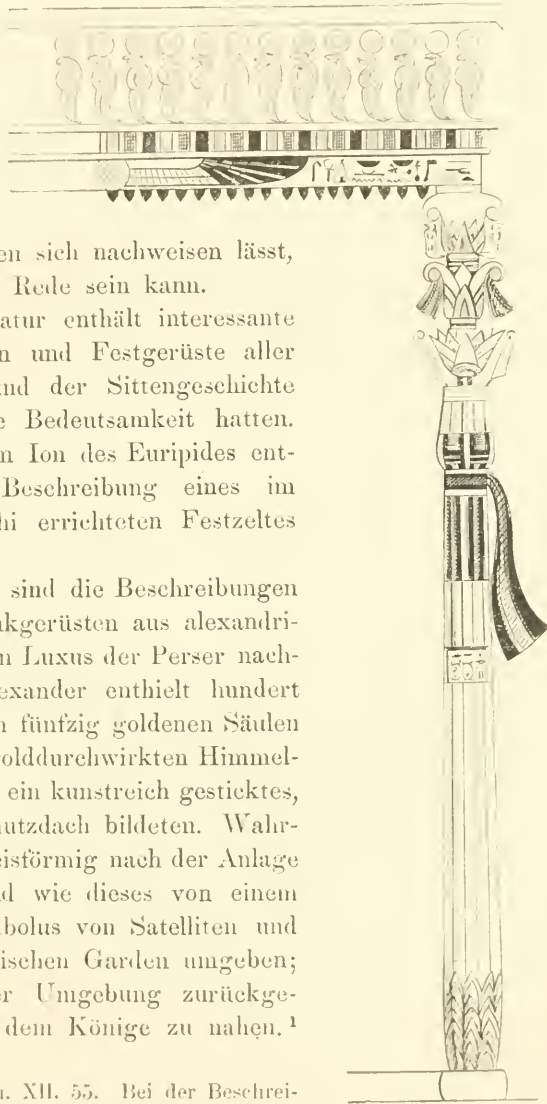 en sich nachweisen lässt,
Rede sein kann.
atur enthält interessante
n und Festgerüste aller
und der Sittengeschichte
e Bedeutsamkeit hatten.
n Ion des Euripides ent-
Beschreibung eines im
hi errichteten Festzeltes
sind die Beschreibungen
nkgerüsten aus alexandri-
n Luxus der Perser nach-
exander enthielt hundert
n fünfzig goldenen Säulen
golddurchwirkten Himmel-
ein kunstreich gesticktes,
hutzdach bildeten. Wahr-
eisförmig nach der Anlage
d wie dieses von einem
bolus von Satelliten und
ischen Garden umgeben;
er Umgebung zurückge-
dem Könige zu nahen. ¹
n. XII. 55. Bei der Beschrei-